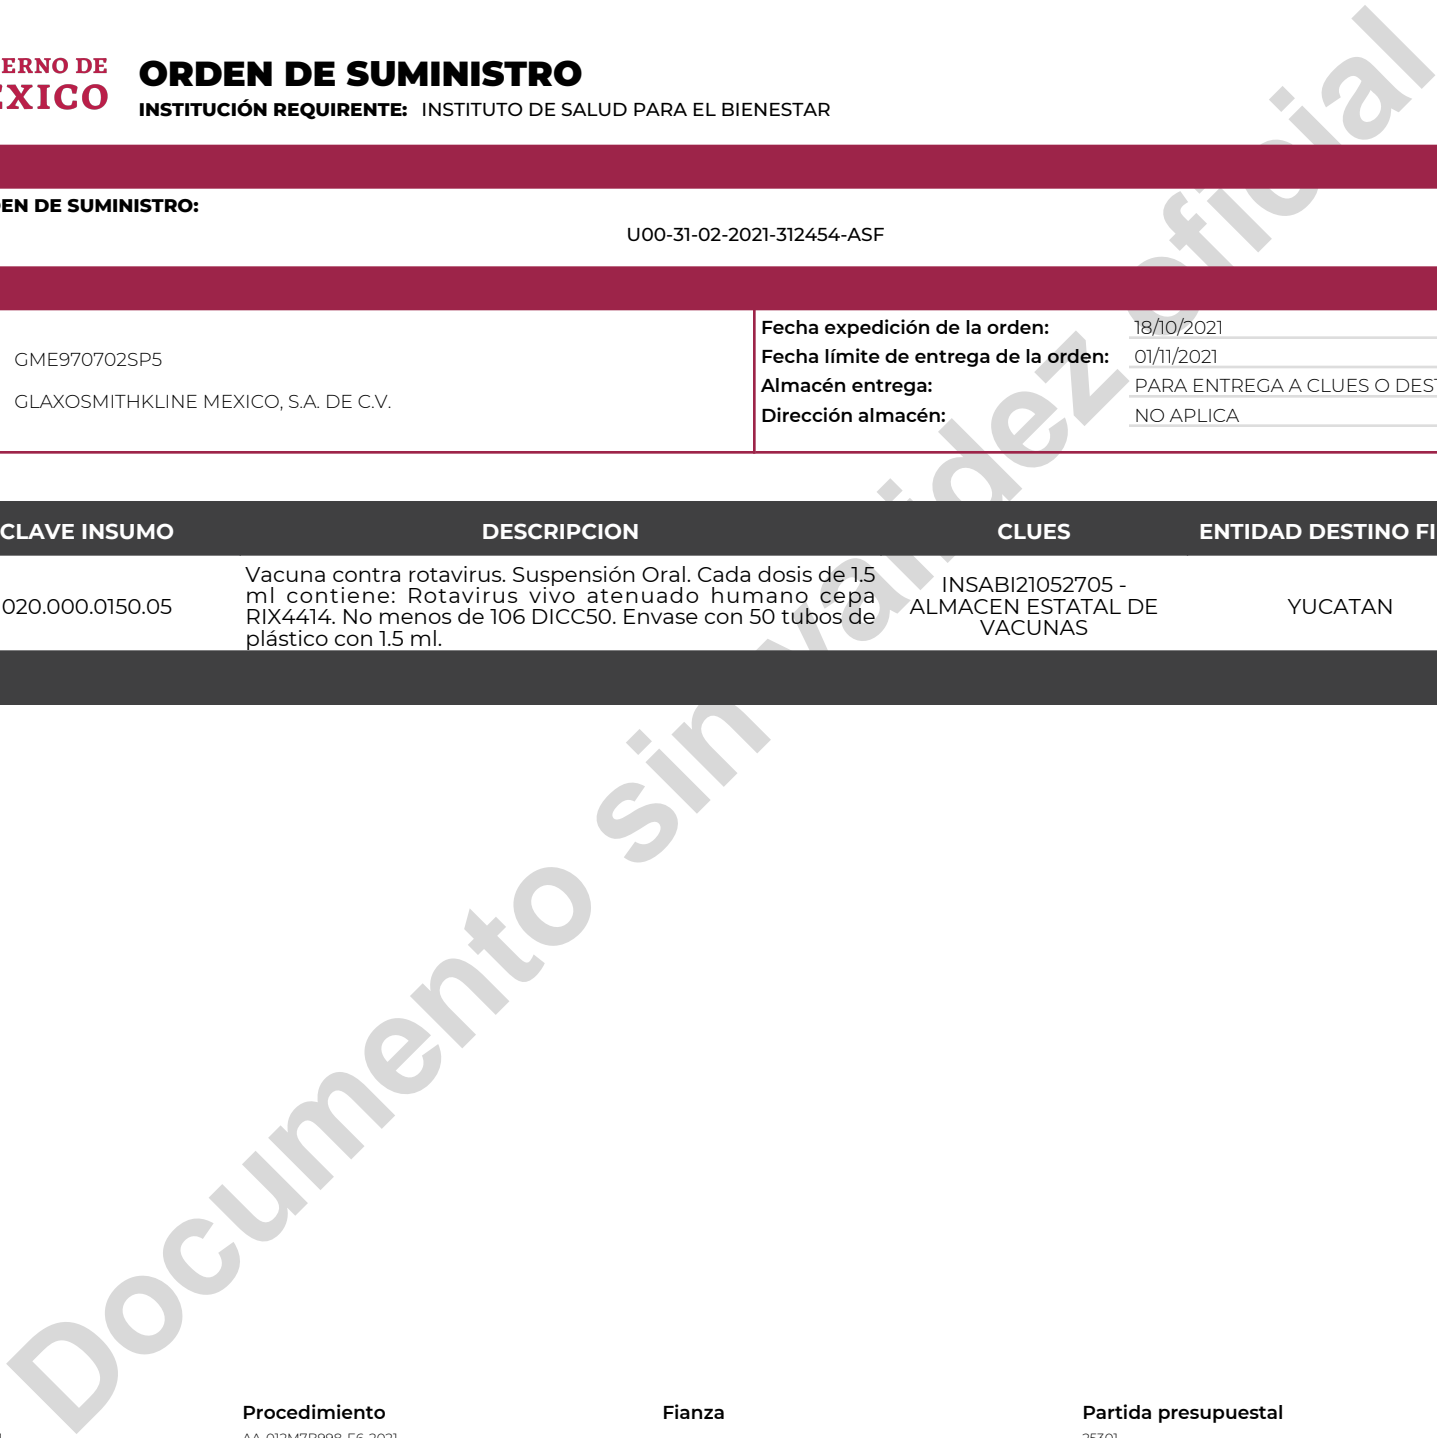 ERNO DE
EXICO
ORDEN DE SUMINISTRO
INSTITUCIÓN REQUIRENTE: INSTITUTO DE SALUD PARA EL BIENESTAR
EN DE SUMINISTRO:
U00-31-02-2021-312454-ASF
GME970702SP5
GLAXOSMITHKLINE MEXICO, S.A. DE C.V.
Fecha expedición de la orden: 18/10/2021
Fecha límite de entrega de la orden: 01/11/2021
Almacén entrega: PARA ENTREGA A CLUES O DEST
Dirección almacén: NO APLICA
CLAVE INSUMO DESCRIPCION CLUES ENTIDAD DESTINO FI
020.000.0150.05
Vacuna contra rotavirus. Suspensión Oral. Cada dosis de 1.5
ml contiene: Rotavirus vivo atenuado humano cepa
RIX4414. No menos de 106 DICC50. Envase con 50 tubos de
plástico con 1.5 ml.
INSABI21052705 -
ALMACEN ESTATAL DE
VACUNAS
YUCATAN
Documento sin validez oficial
Procedimiento Fianza Partida presupuestal